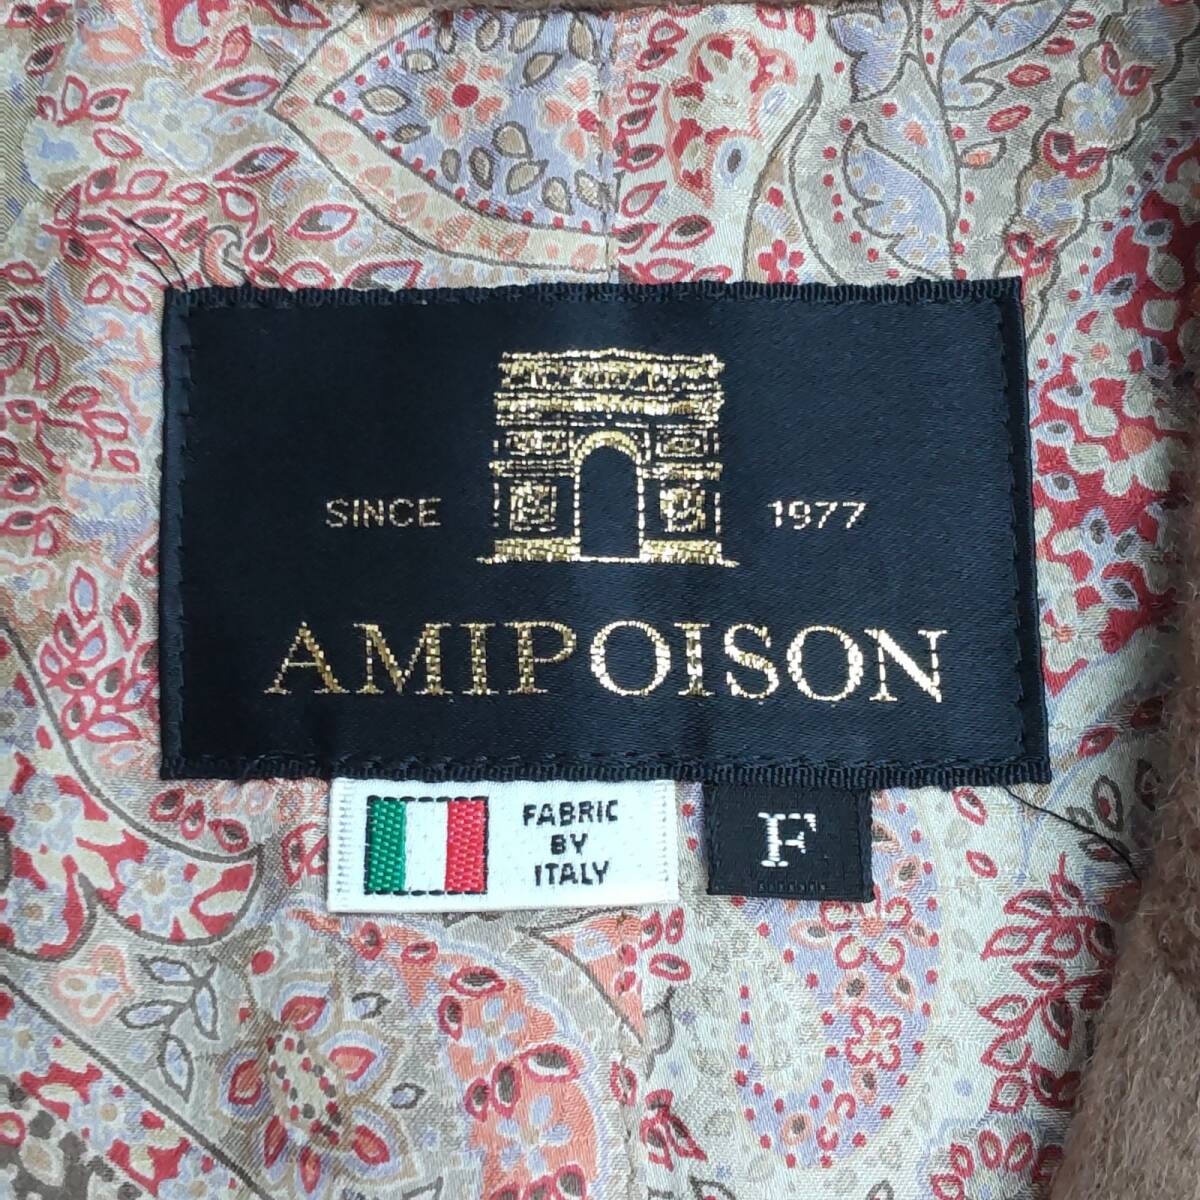 SINCE 1977
AMIPOISON
FABRIC
BY
ITALY
F